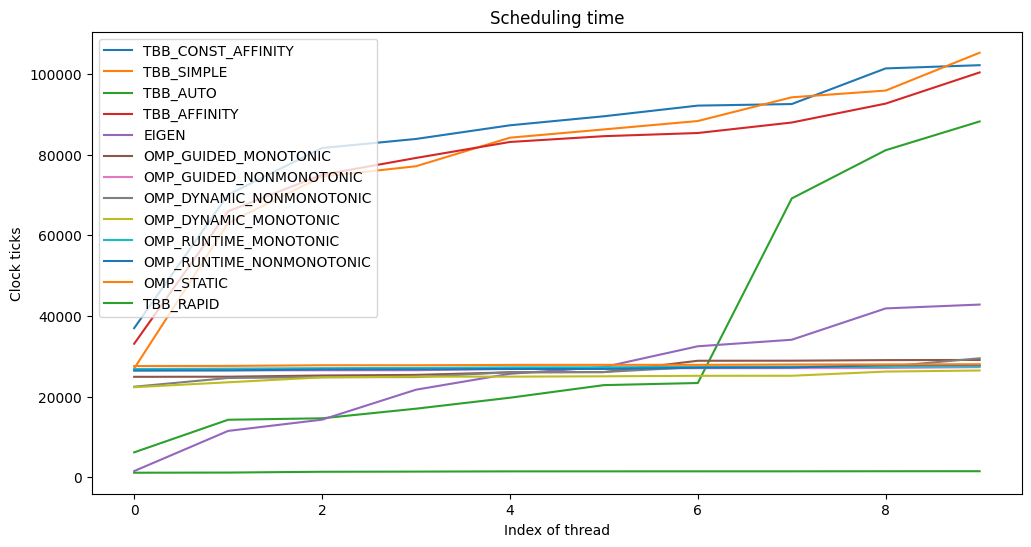 Scheduling time
TBB_CONST_AFFINITY
TBB_SIMPLE
TBB_AUTO
TBB_AFFINITY
EIGEN
OMP_GUIDED_MONOTONIC
OMP_GUIDED_NONMONOTONIC
OMP_DYNAMIC_NONMONOTONIC
OMP_DYNAMIC_MONOTONIC
OMP_RUNTIME_MONOTONIC
OMP_RUNTIME_NONMONOTONIC
OMP_STATIC
TBB_RAPID
Clock ticks
100000
80000
60000
40000
20000
0
0 2 4 6 8
Index of thread